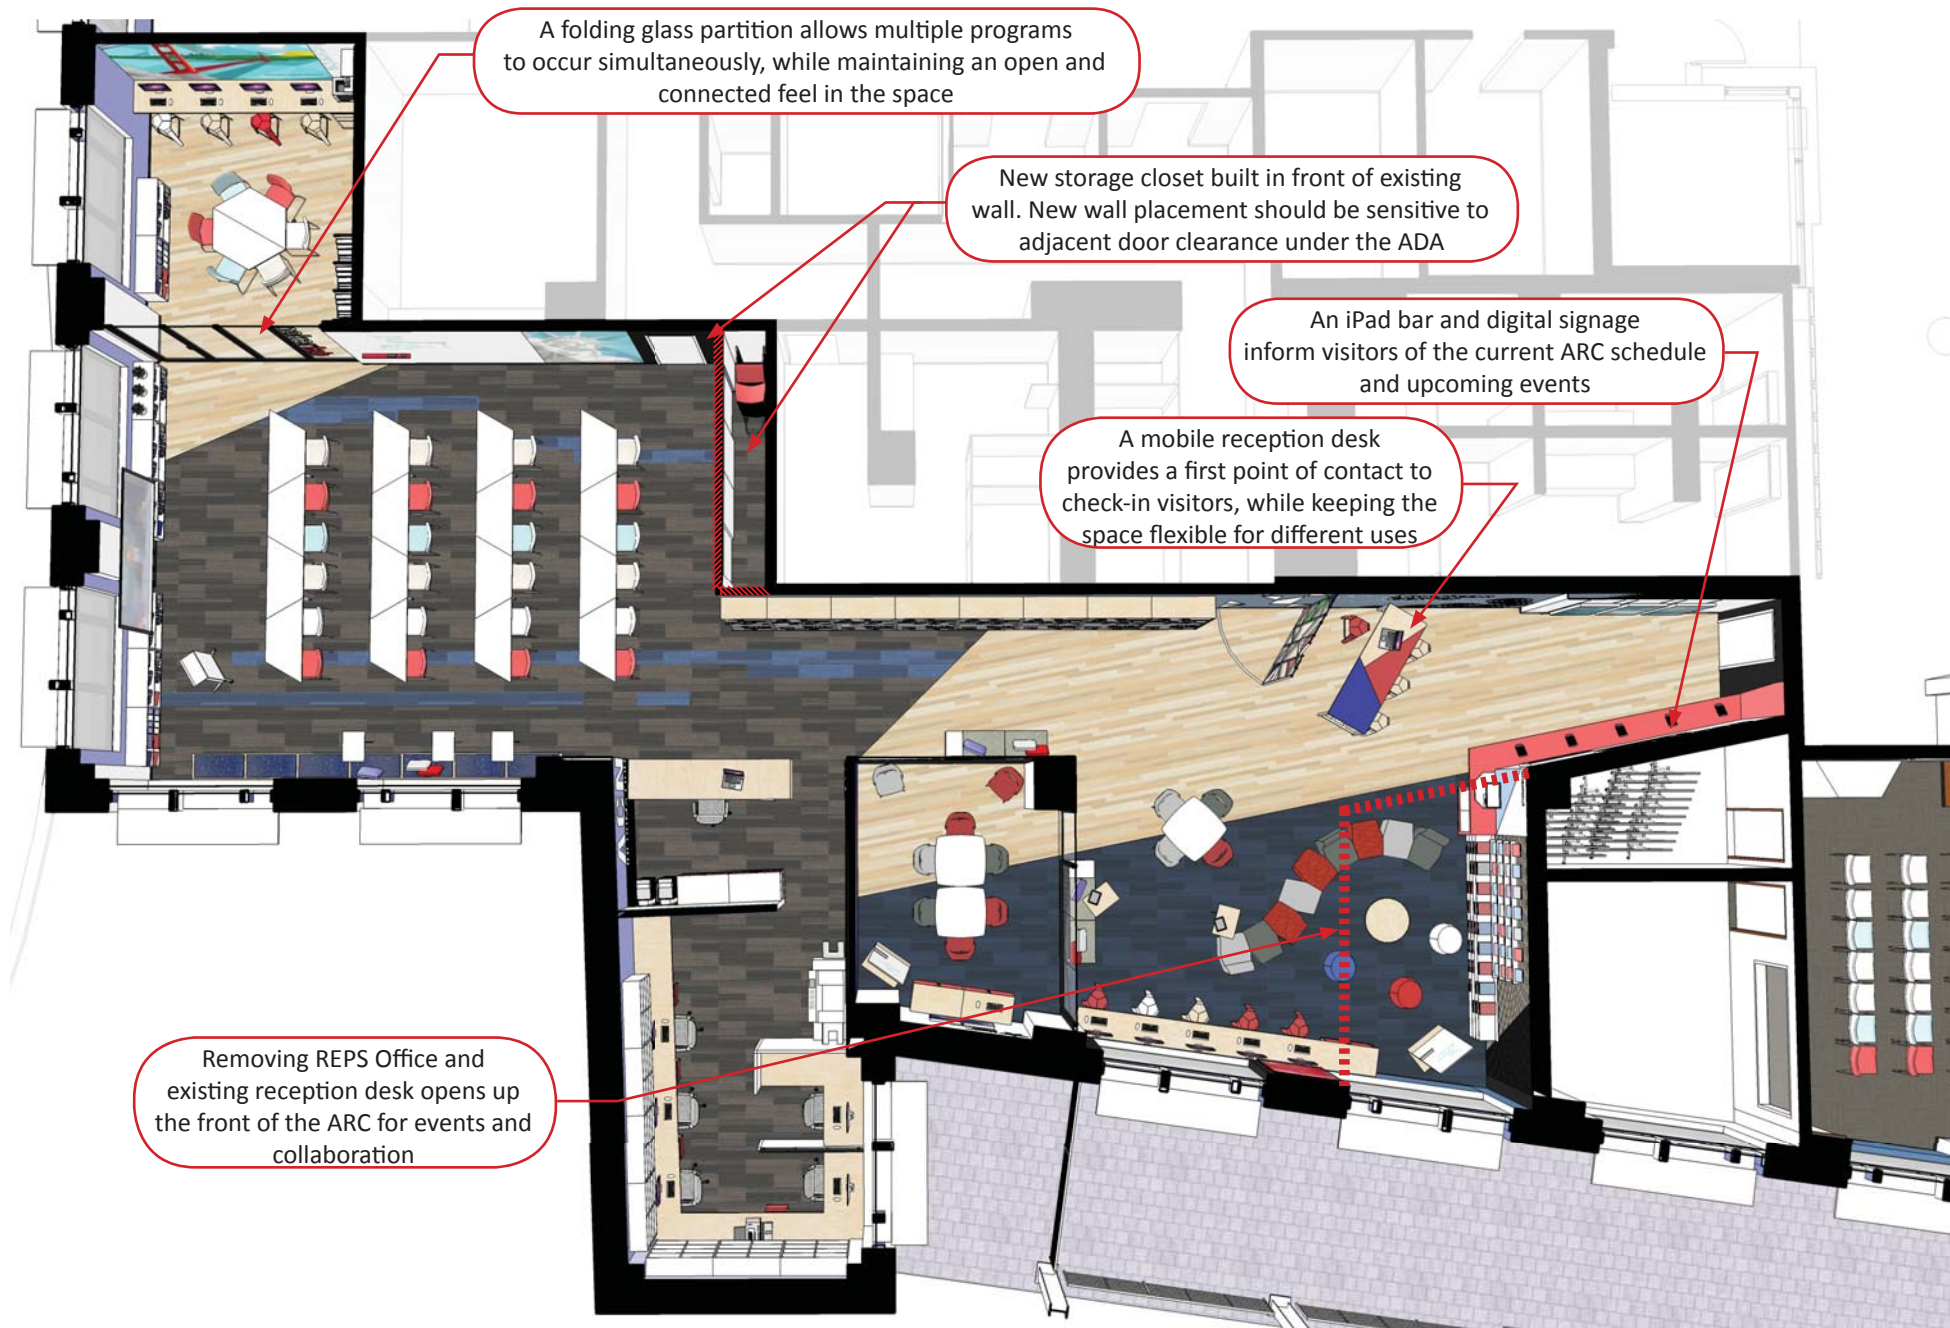 A folding glass partition allows multiple programs
to occur simultaneously, while maintaining an open and
connected feel in the space
New storage closet built in front of existing
wall. New wall placement should be sensitive to
adjacent door clearance under the ADA
An iPad bar and digital signage
inform visitors of the current ARC schedule
and upcoming events
A mobile reception desk
provides a first point of contact to
check-in visitors, while keeping the
space flexible for different uses
Removing REPS Office and
existing reception desk opens up
the front of the ARC for events and
collaboration